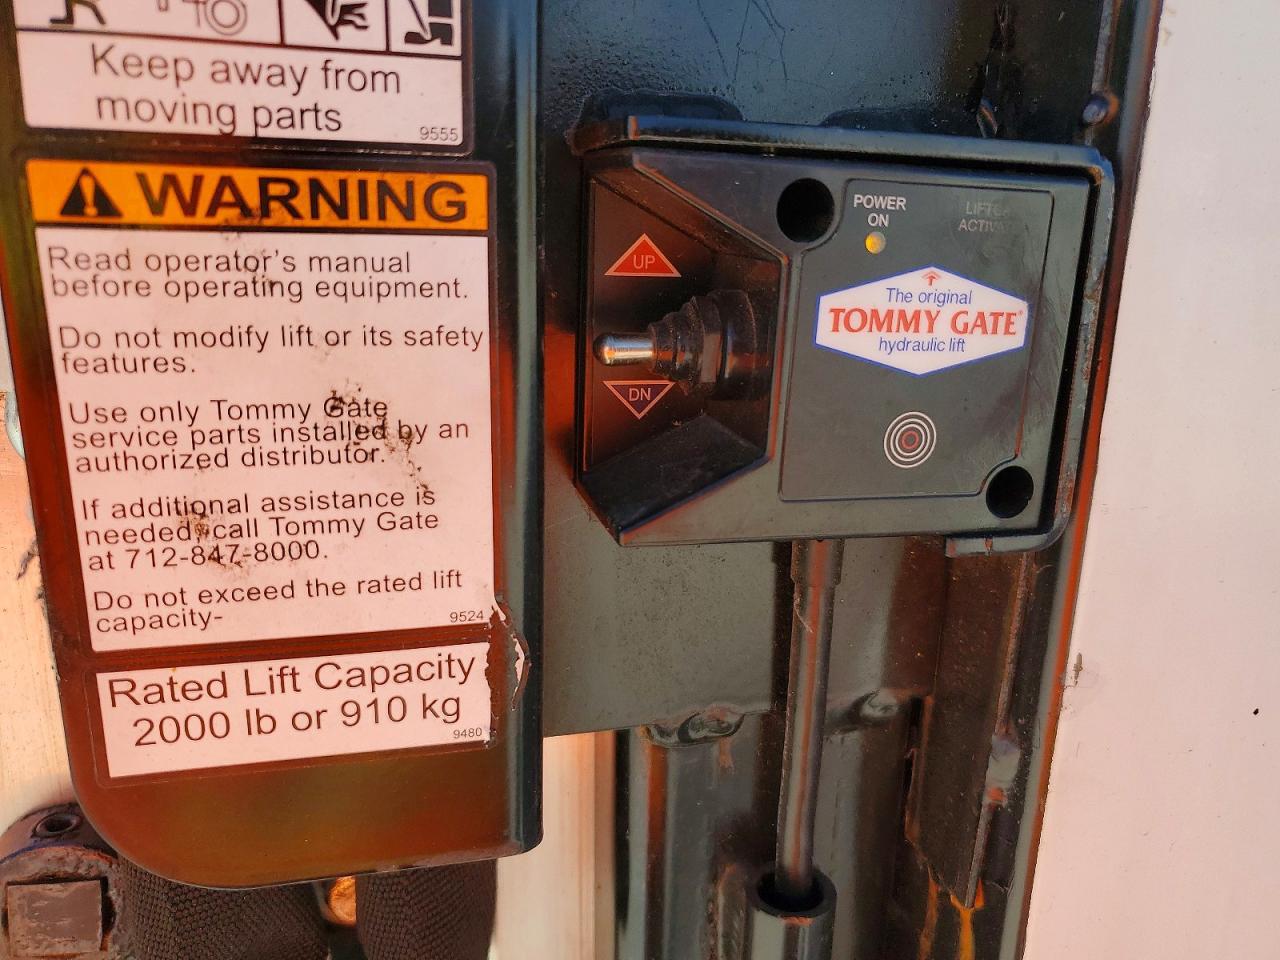 Keep away from
moving parts
9555
WARNING
Read operator's manual
before operating equipment.
Do not modify lift or its safety
features.
Use only Tommy Gate
service parts installed by an
authorized distributor.
If additional assistance is
needed, call Tommy Gate
at 712-847-8000.
Do not exceed the rated lift
capacity-
9524
Rated Lift Capacity
2000 lb or 910 kg
9480
UP
DN
POWER
ON
The original
TOMMY GATE®
hydraulic lift